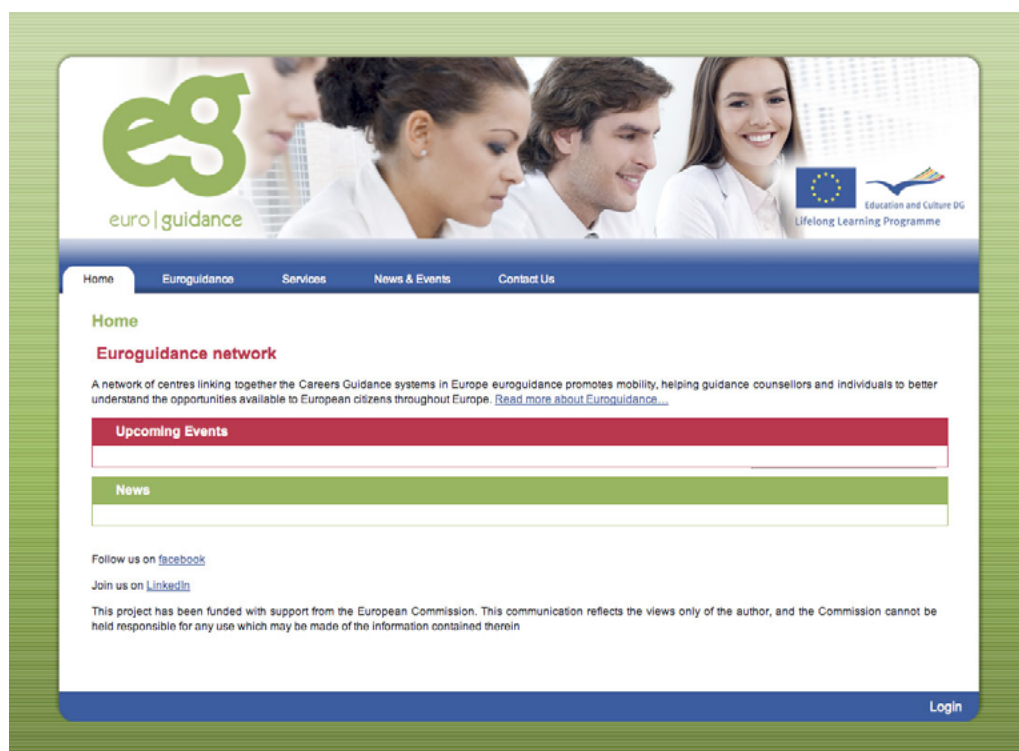 eg
euro|guidance
Education and Culture DG
Lifelong Learning Programme
Home Euroguidance Services News & Events Contact Us
Home
Euroguidance network
A network of centres linking together the Careers Guidance systems in Europe euroguidance promotes mobility, helping guidance counsellors and individuals to better
understand the opportunities available to European citizens throughout Europe. Read more about Euroguidance...
Upcoming Events
News
Follow us on facebook
Join us on LinkedIn
This project has been funded with support from the European Commission. This communication reflects the views only of the author, and the Commission cannot be
held responsible for any use which may be made of the information contained therein
Login